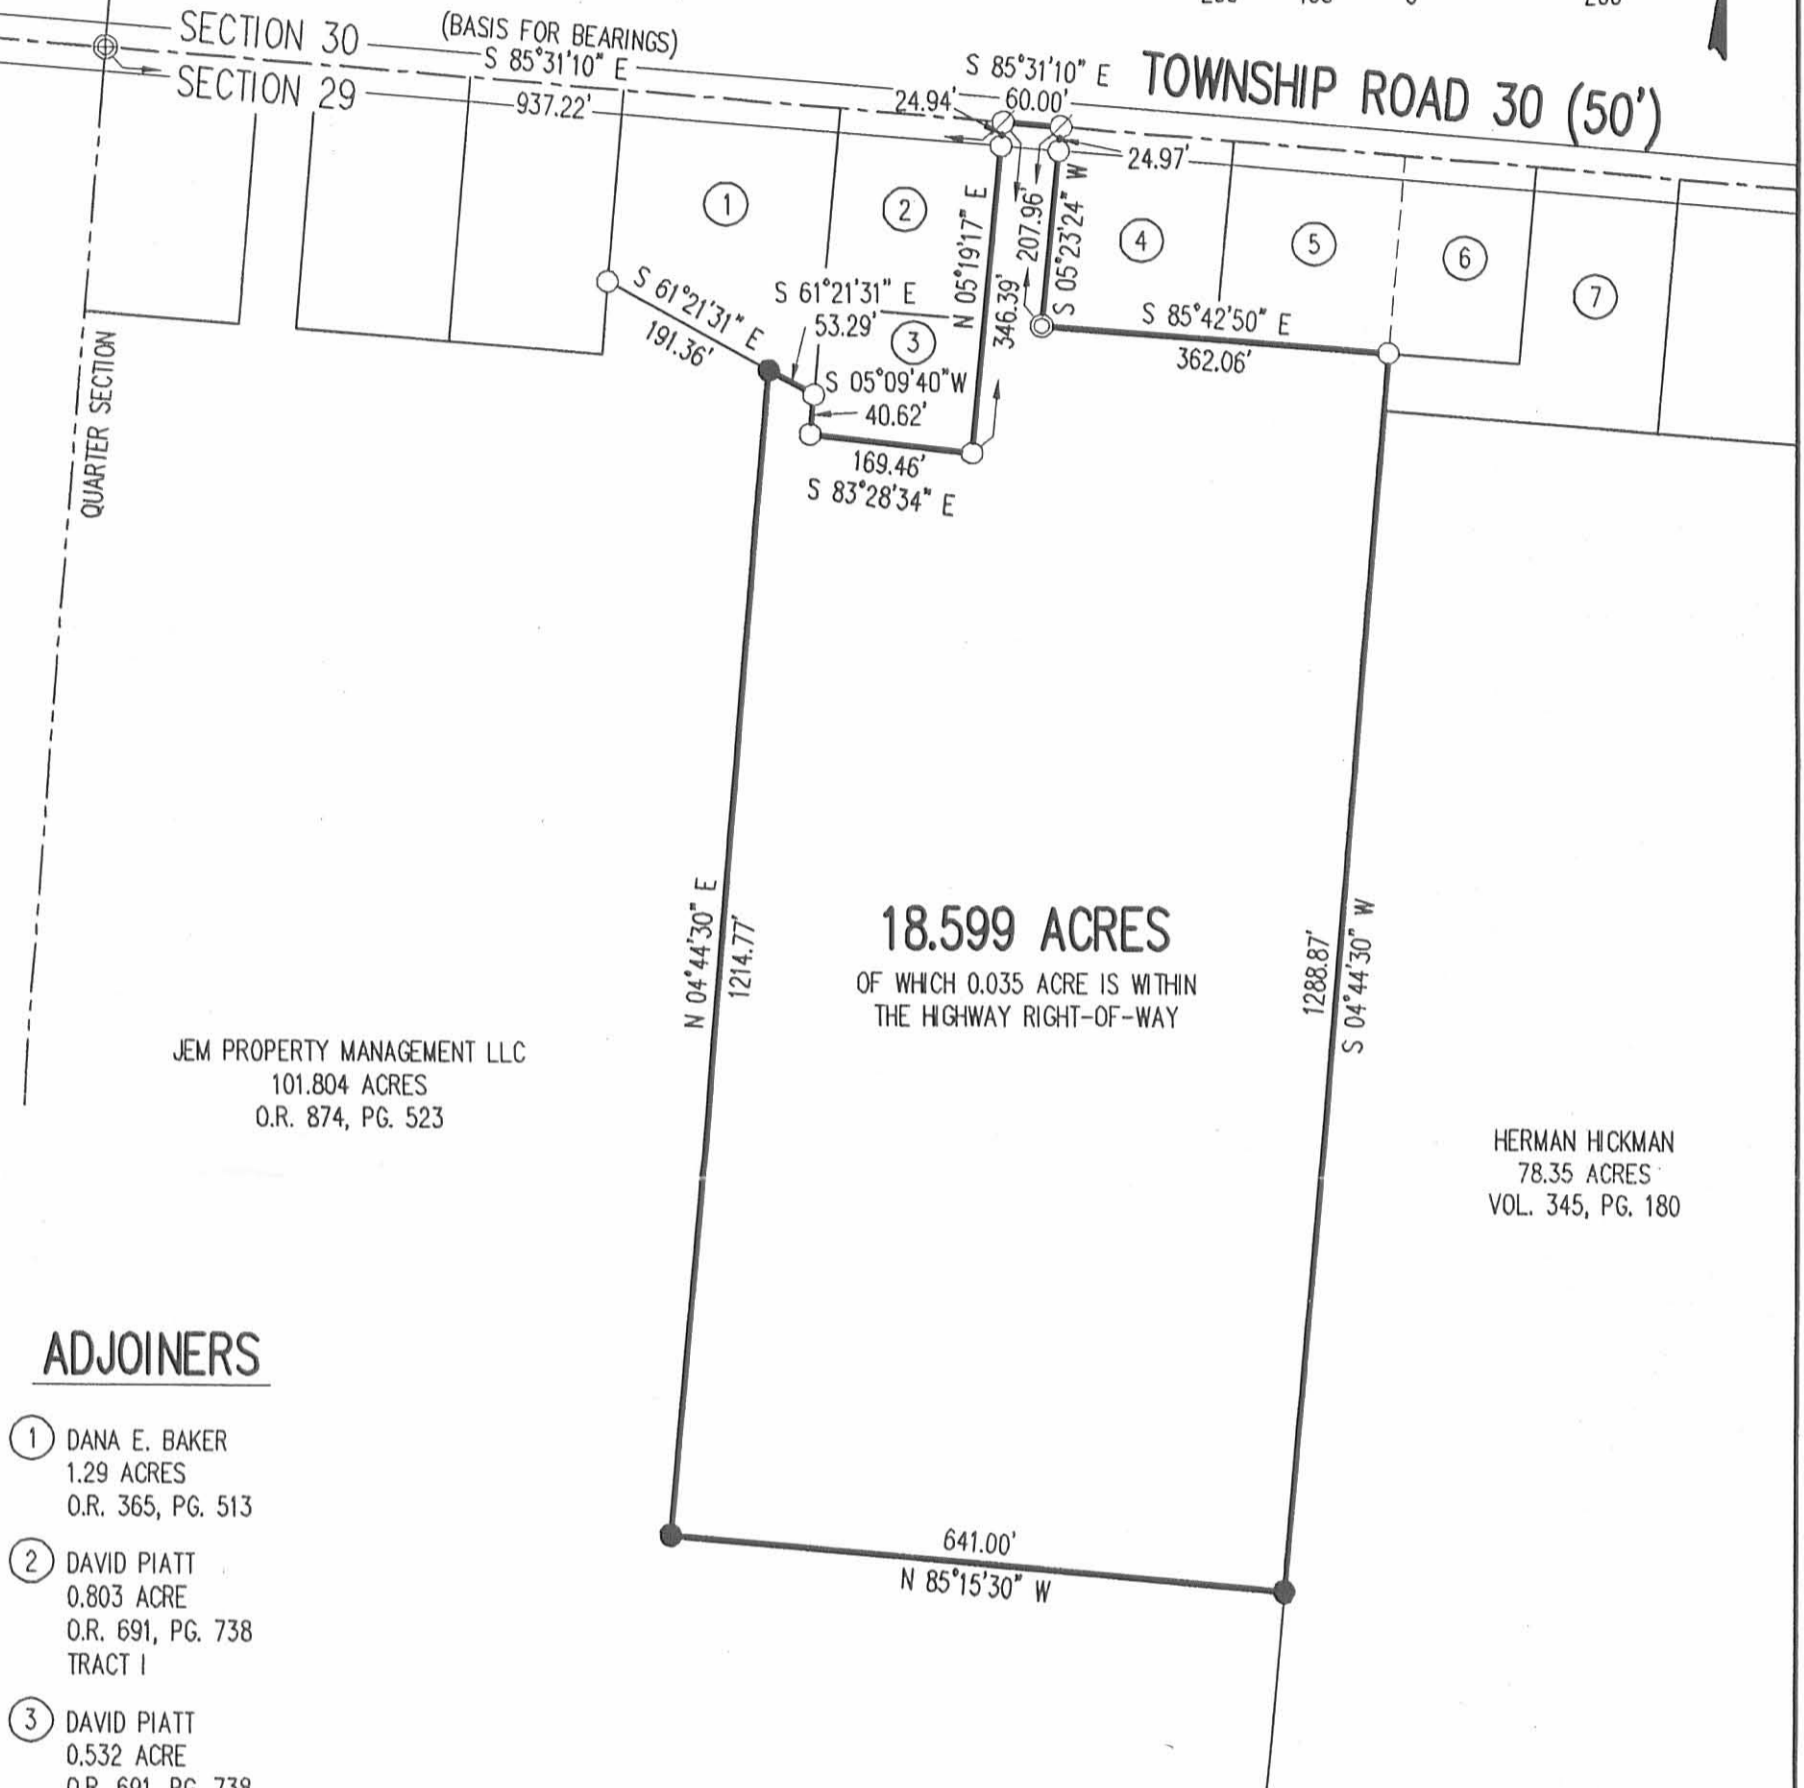 SECTION 30
(BASIS FOR BEARINGS)
S 85°31'10" E
SECTION 29
937.22'
S 85°31'10" E
24.94'
60.00'
TOWNSHIP ROAD 30 (50')
24.97'
1
2
3
4
5
6
7
N 05°19'17" E
346.39'
207.96'
S 05°23'24" W
S 61°21'31" E
191.36'
S 61°21'31" E
53.29'
S 05°09'40" W
40.62'
169.46'
S 83°28'34" E
S 85°42'50" E
362.06'
QUARTER SECTION
N 04°44'30" E
1214.77'
18.599 ACRES
OF WHICH 0.035 ACRE IS WITHIN
THE HIGHWAY RIGHT-OF-WAY
1288.87'
S 04°44'30" W
JEM PROPERTY MANAGEMENT LLC
101.804 ACRES
O.R. 874, PG. 523
HERMAN HICKMAN
78.35 ACRES
VOL. 345, PG. 180
641.00'
N 85°15'30" W
ADJOINERS
1 DANA E. BAKER
1.29 ACRES
O.R. 365, PG. 513
2 DAVID PIATT
0.803 ACRE
O.R. 691, PG. 738
TRACT I
3 DAVID PIATT
0.532 ACRE
O.R. 691, PG. 738